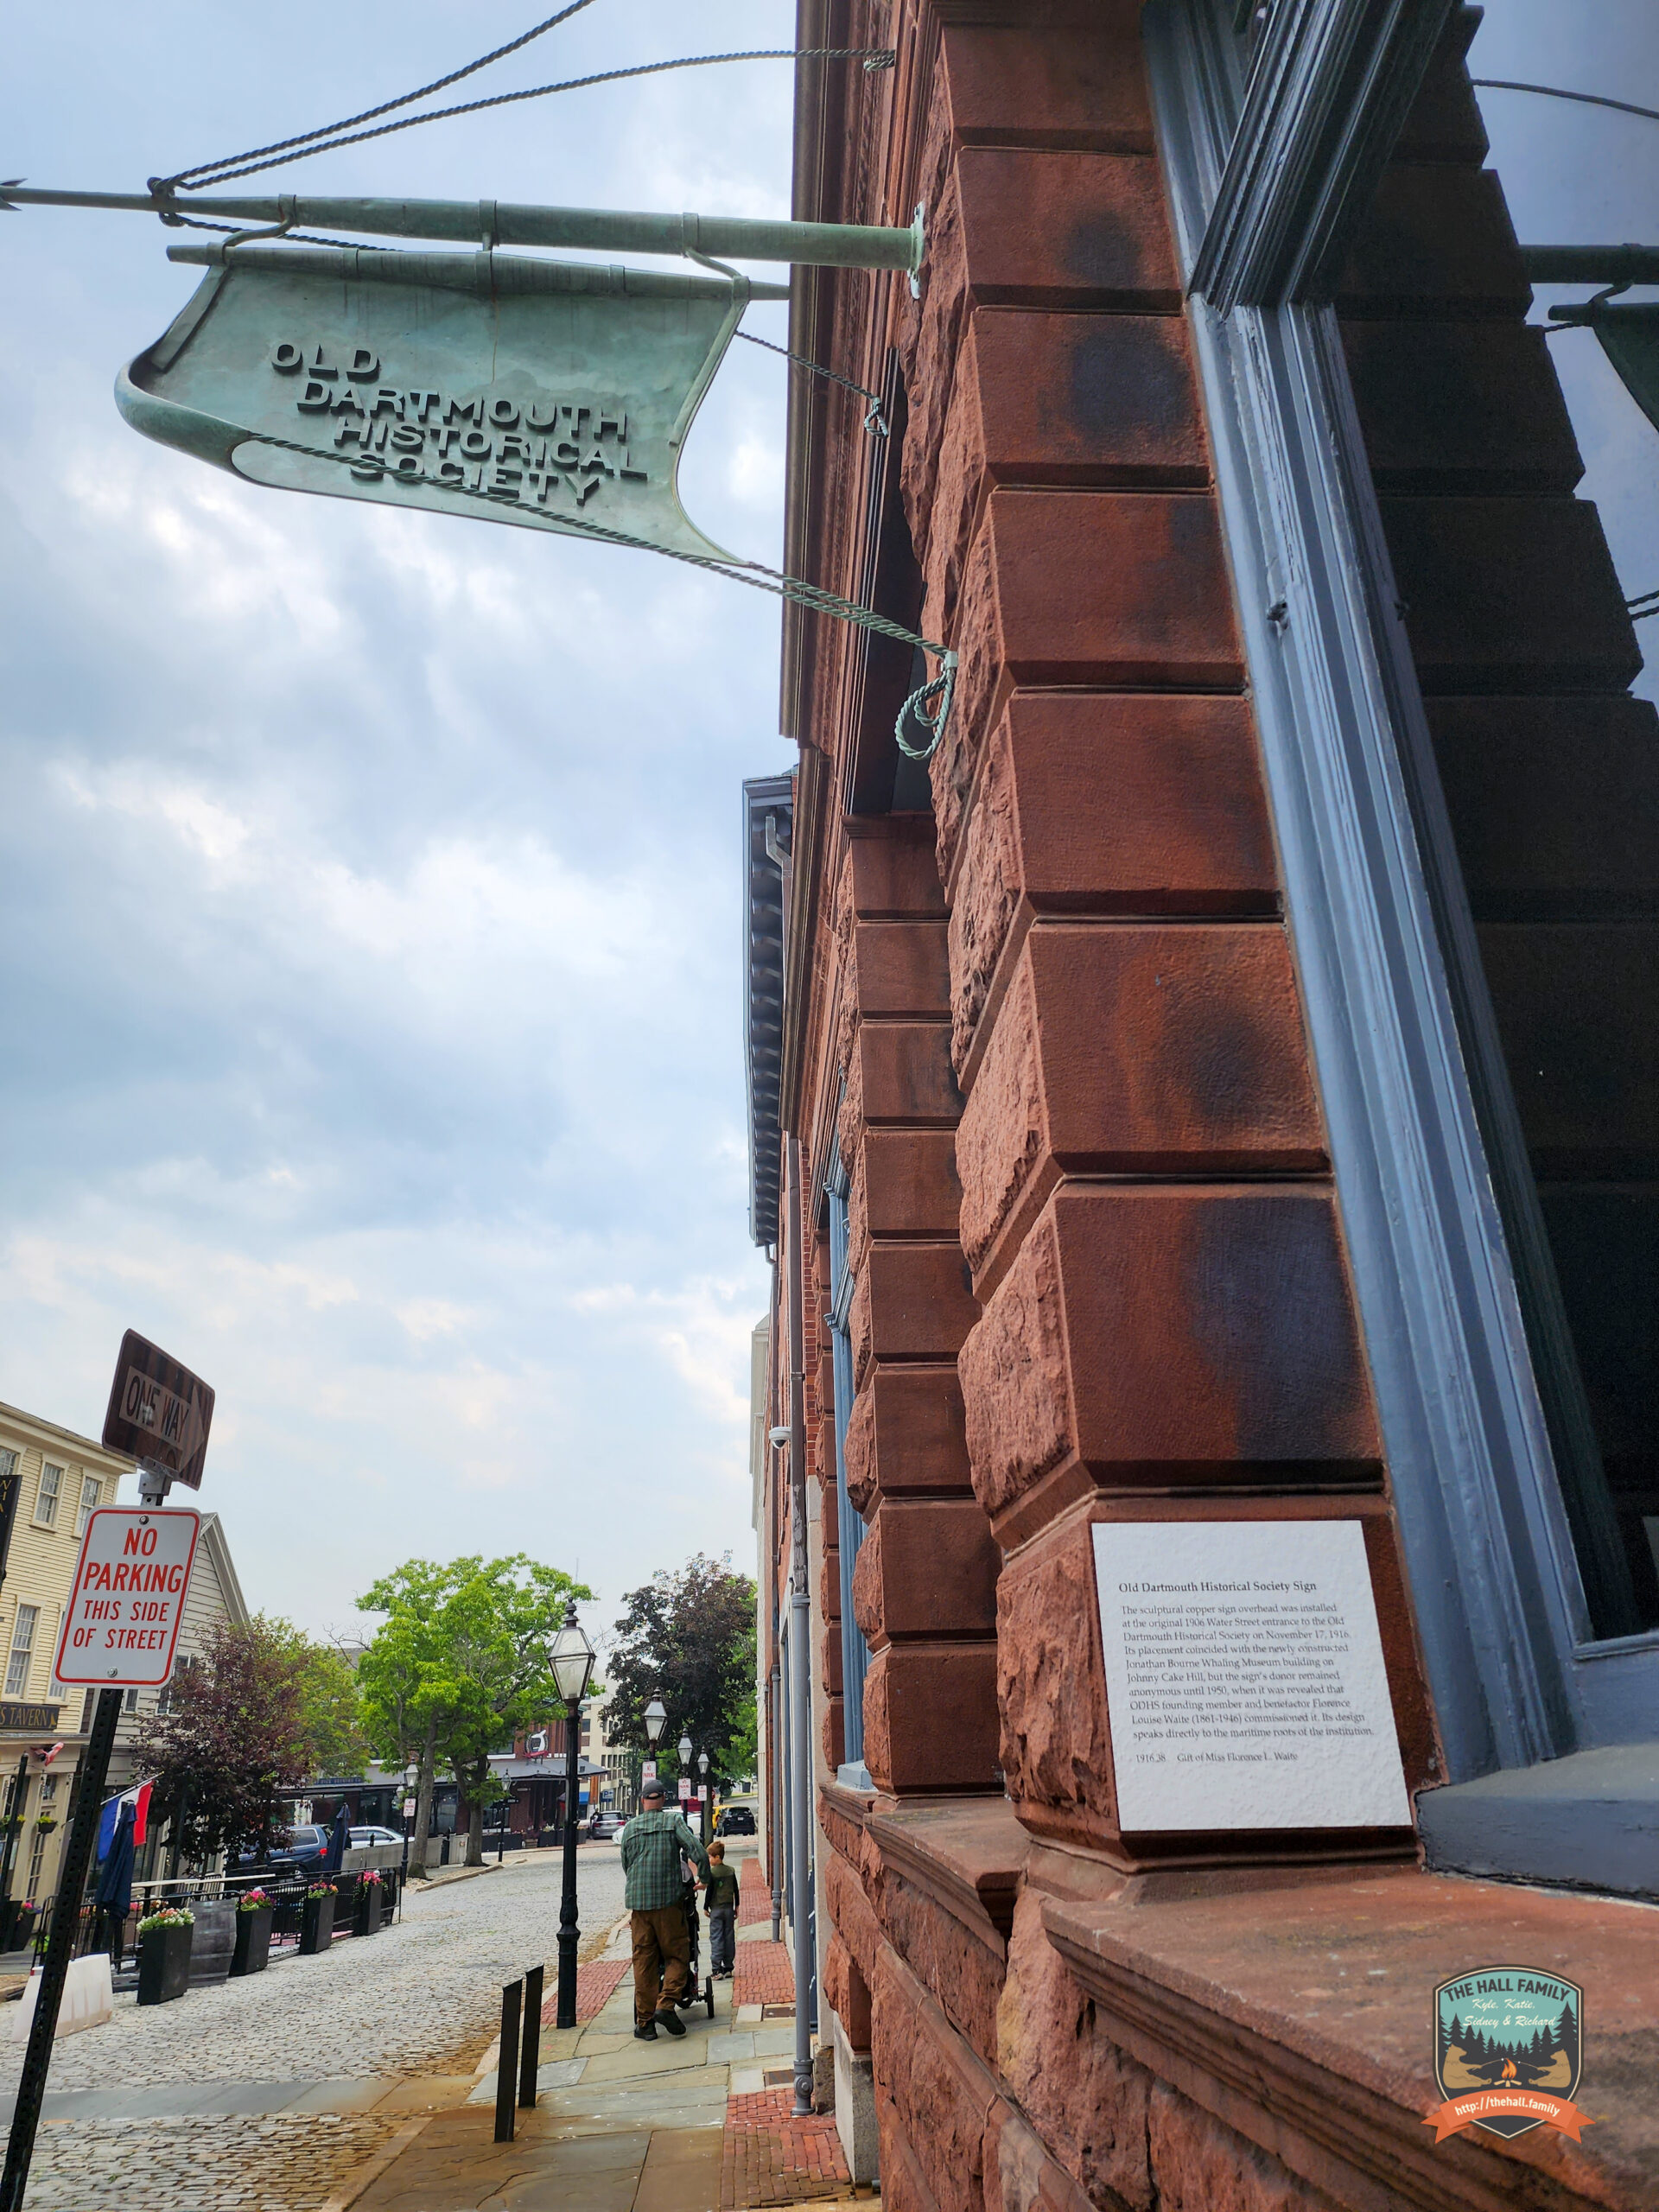 OLD
DARTMOUTH
HISTORICAL
SOCIETY
ONE WAY
NO
PARKING
THIS SIDE
OF STREET
S TAVERN
Old Dartmouth Historical Society Sign
The sculptural copper sign overhead was installed
at the original 1906 Water Street entrance to the Old
Dartmouth Historical Society on November 17, 1916.
Its placement coincided with the newly constructed
Jonathan Bourne Whaling Museum building on
Johnny Cake Hill, but the sign's donor remained
anonymous until 1950, when it was revealed that
ODHS founding member and benefactor Florence
Louise Waite (1861-1946) commissioned it. Its design
speaks directly to the maritime roots of the institution.
1916.38 Gift of Miss Florence L. Waite
THE HALL FAMILY
Kyle, Katie,
Sidney & Richard
http://thehall.family